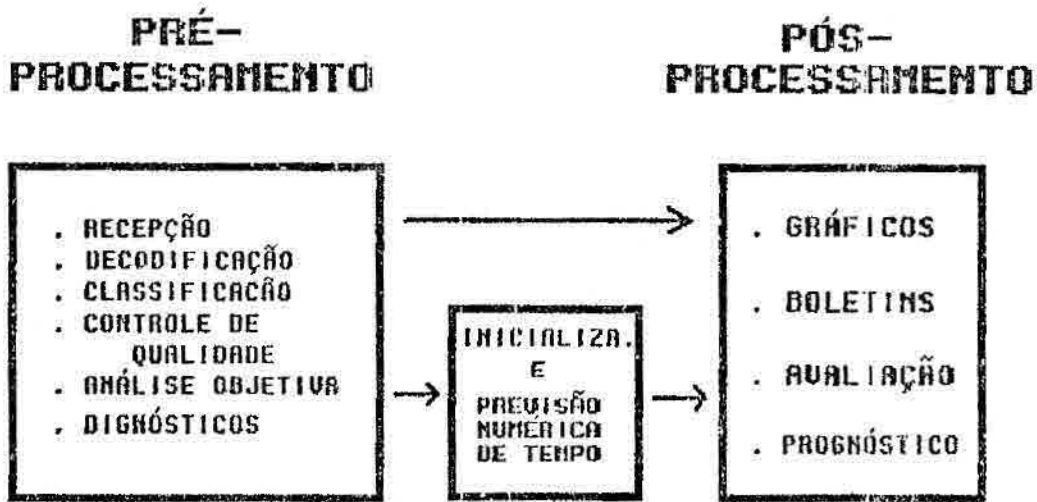 PRÉ-
PROCESSAMENTO
PÓS-
PROCESSAMENTO
. RECEPÇÃO
. DECODIFICAÇÃO
. CLASSIFICACÃO
. CONTROLE DE
QUALIDADE
. ANÁLISE OBJETIVA
. DIGNÓSTICOS
INICIALIZA.
E
PREVISÃO
NUMÉRICA
DE TEMPO
. GRÁFICOS
. BOLETINS
. AVALIAÇÃO
. PROGNÓSTICO